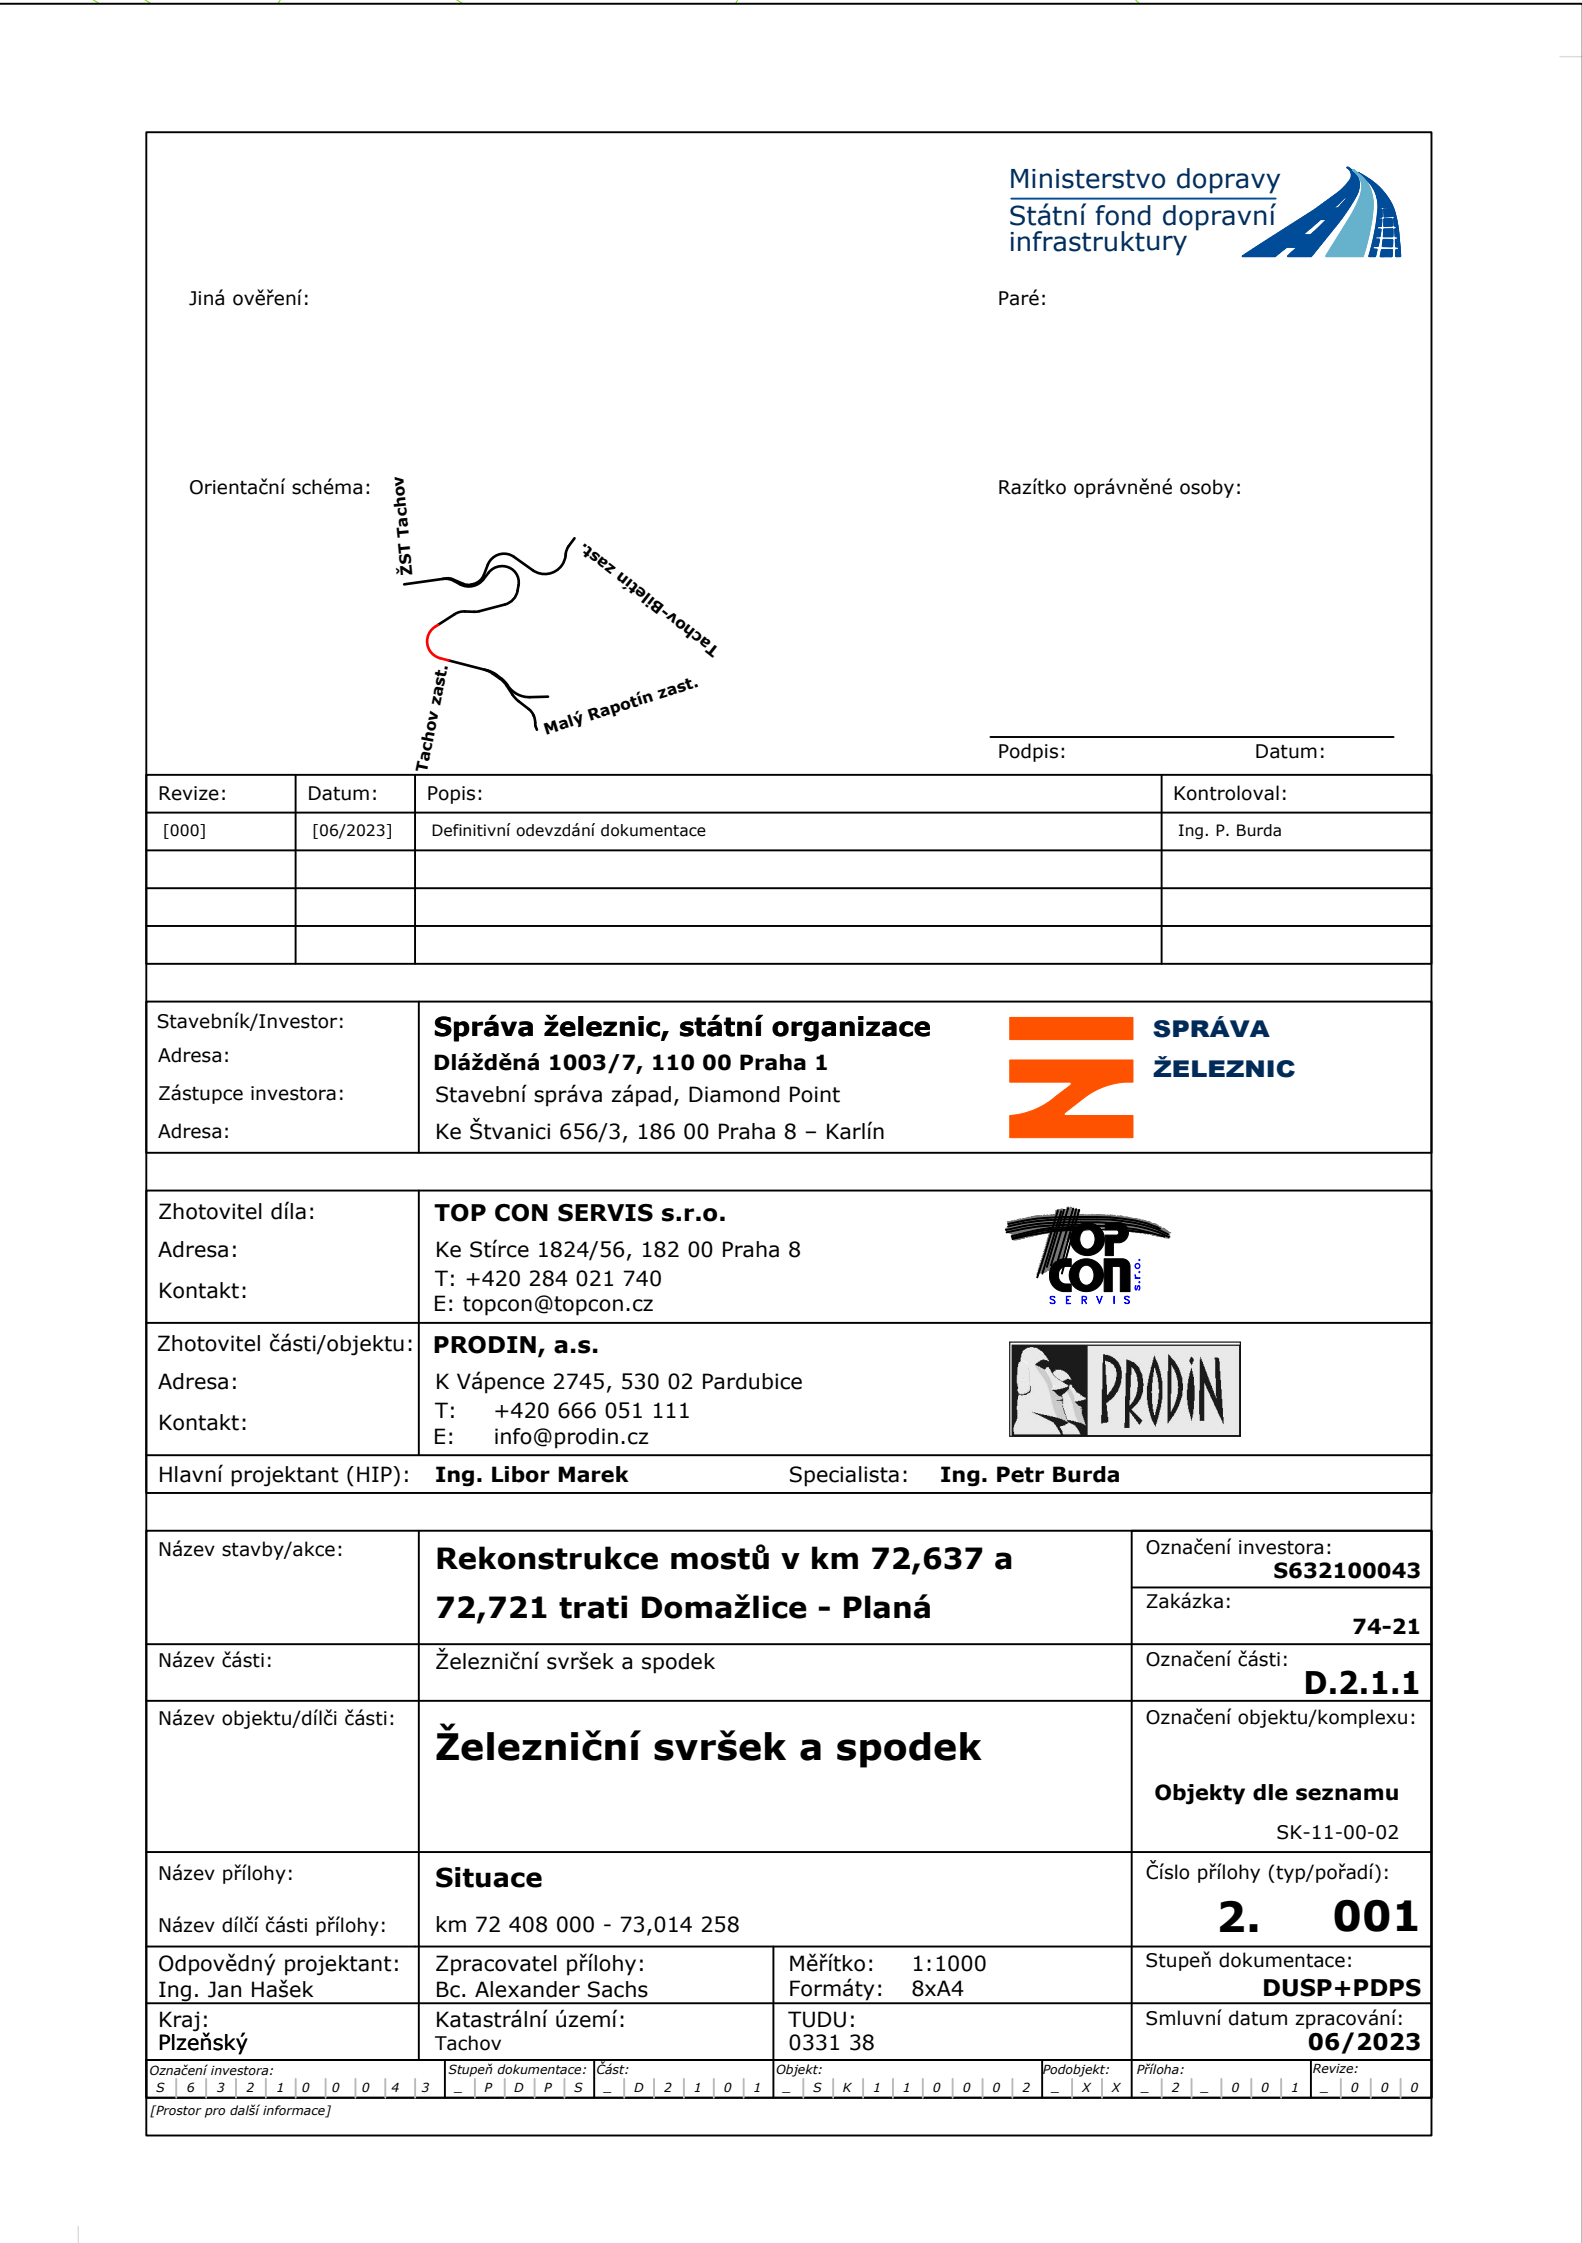 Ministerstvo dopravy
Státní fond dopravní
infrastruktury
Jiná ověření:
Paré:
Orientační schéma:
Razítko oprávněné osoby:
ŽST Tachov
Tachov-Biletín zast.
Tachov zast.
Malý Rapotín zast.
Podpis: Datum:
Revize: Datum: Popis: Kontroloval:
[000] [06/2023] Definitivní odevzdání dokumentace Ing. P. Burda
Stavebník/Investor: Správa železnic, státní organizace
Adresa: Dlážděná 1003/7, 110 00 Praha 1
Zástupce investora: Stavební správa západ, Diamond Point
Adresa: Ke Štvanici 656/3, 186 00 Praha 8 – Karlín
SPRÁVA
ŽELEZNIC
Zhotovitel díla: TOP CON SERVIS s.r.o.
Adresa: Ke Stírce 1824/56, 182 00 Praha 8
Kontakt: T: +420 284 021 740
E: topcon@topcon.cz
TOP
CON s.r.o.
SERVIS
Zhotovitel části/objektu: PRODIN, a.s.
Adresa: K Vápence 2745, 530 02 Pardubice
Kontakt: T: +420 666 051 111
E: info@prodin.cz
PRODIN
Hlavní projektant (HIP): Ing. Libor Marek Specialista: Ing. Petr Burda
Název stavby/akce: Rekonstrukce mostů v km 72,637 a
72,721 trati Domažlice - Planá
Označení investora:
S632100043
Zakázka:
74-21
Název části: Železniční svršek a spodek
Označení části:
D.2.1.1
Název objektu/dílči části: Železniční svršek a spodek
Označení objektu/komplexu:
Objekty dle seznamu
SK-11-00-02
Název přílohy: Situace
Název dílčí části přílohy: km 72 408 000 - 73,014 258
Číslo přílohy (typ/pořadí):
2. 001
Odpovědný projektant: Zpracovatel přílohy: Měřítko: 1:1000 Stupeň dokumentace:
Ing. Jan Hašek Bc. Alexander Sachs Formáty: 8xA4 DUSP+PDPS
Kraj: Katastrální území: TUDU: Smluvní datum zpracování:
Plzeňský Tachov 0331 38 06/2023
Označení investora: Stupeň dokumentace: Část: Objekt: Podobjekt: Příloha: Revize:
S 6 3 2 1 0 0 0 4 3 _ P D P S _ D 2 1 0 1 _ S K 1 1 0 0 0 2 _ X X _ 2 _ 0 0 1 _ 0 0 0
[Prostor pro další informace]